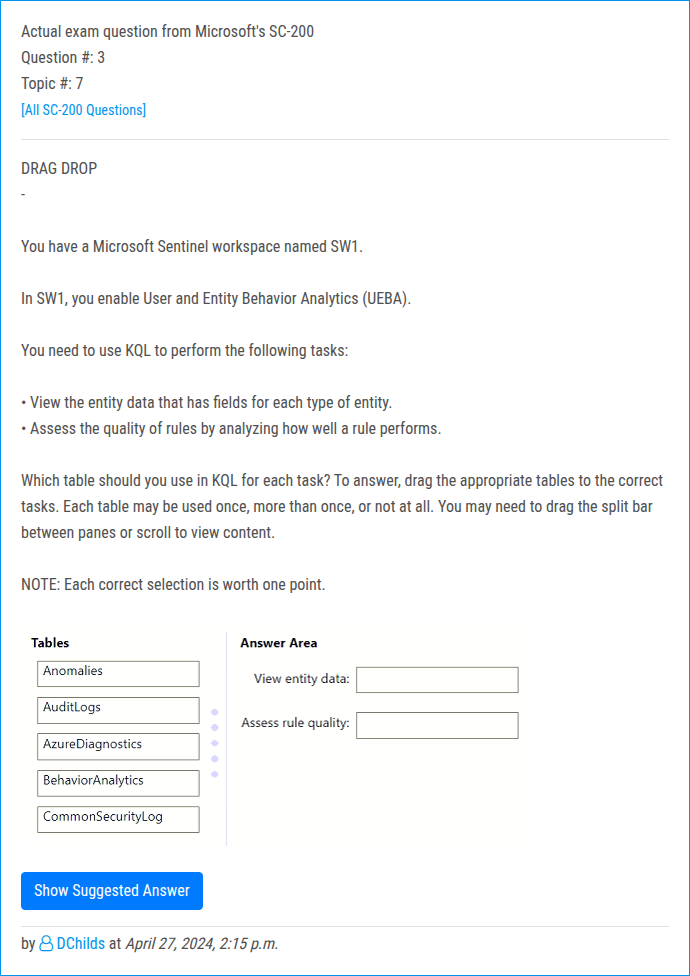 Actual exam question from Microsoft's SC-200
Question #: 3
Topic #: 7
[All SC-200 Questions]
DRAG DROP
-
You have a Microsoft Sentinel workspace named SW1.
In SW1, you enable User and Entity Behavior Analytics (UEBA).
You need to use KQL to perform the following tasks:
• View the entity data that has fields for each type of entity.
• Assess the quality of rules by analyzing how well a rule performs.
Which table should you use in KQL for each task? To answer, drag the appropriate tables to the correct
tasks. Each table may be used once, more than once, or not at all. You may need to drag the split bar
between panes or scroll to view content.
NOTE: Each correct selection is worth one point.
Tables
Anomalies
AuditLogs
AzureDiagnostics
BehaviorAnalytics
CommonSecurityLog
Answer Area
View entity data:
Assess rule quality:
Show Suggested Answer
by DChilds at April 27, 2024, 2:15 p.m.